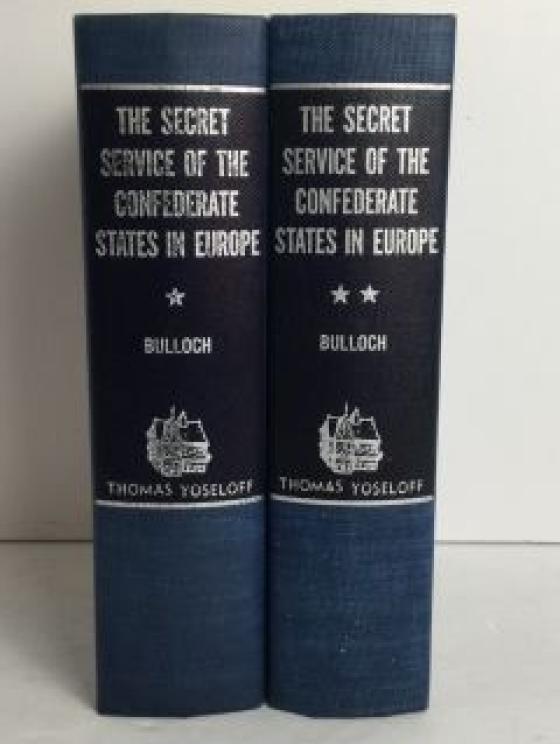 THE SECRET
SERVICE OF THE
CONFEDERATE
STATES IN EUROPE
BULLOCH
THOMAS YOSELOFF
THE SECRET
SERVICE OF THE
CONFEDERATE
STATES IN EUROPE
BULLOCH
THOMAS YOSELOFF